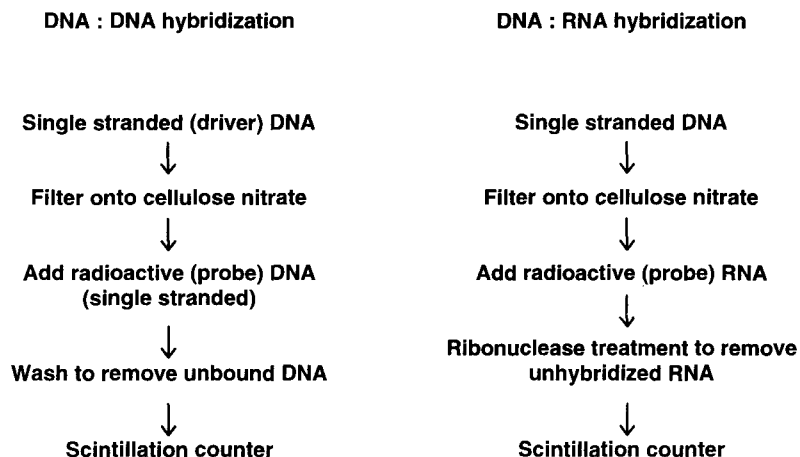 DNA : DNA hybridization
Single stranded (driver) DNA
Filter onto cellulose nitrate
Add radioactive (probe) DNA
(single stranded)
Wash to remove unbound DNA
Scintillation counter
DNA : RNA hybridization
Single stranded DNA
Filter onto cellulose nitrate
Add radioactive (probe) RNA
Ribonuclease treatment to remove
unhybridized RNA
Scintillation counter